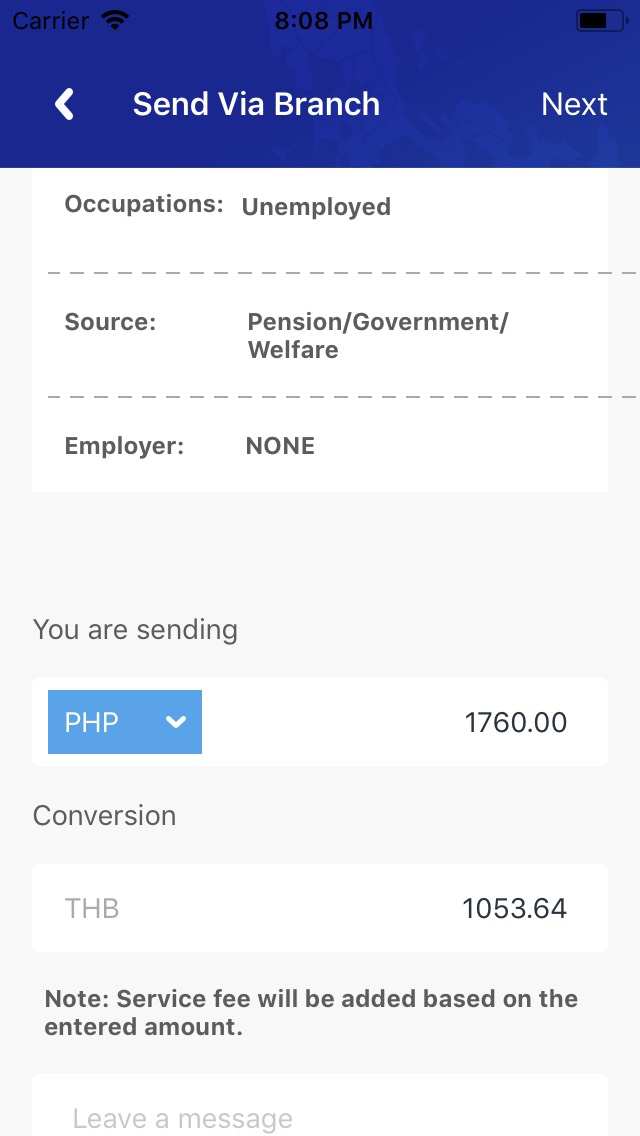 Carrier 8:08 PM
Send Via Branch Next
Occupations: Unemployed
Source: Pension/Government/
Welfare
Employer: NONE
You are sending
PHP 1760.00
Conversion
THB 1053.64
Note: Service fee will be added based on the
entered amount.
Leave a message